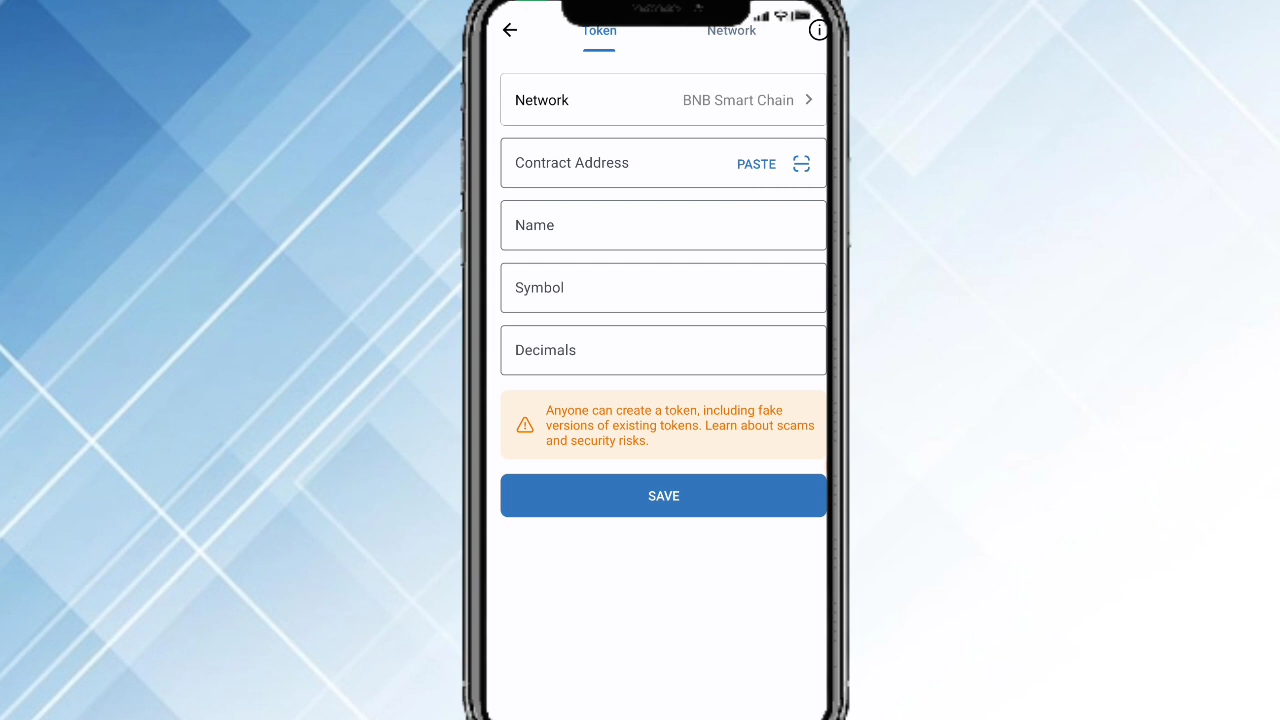 Token Network
Network BNB Smart Chain
Contract Address PASTE
Name
Symbol
Decimals
Anyone can create a token, including fake
versions of existing tokens. Learn about scams
and security risks.
SAVE